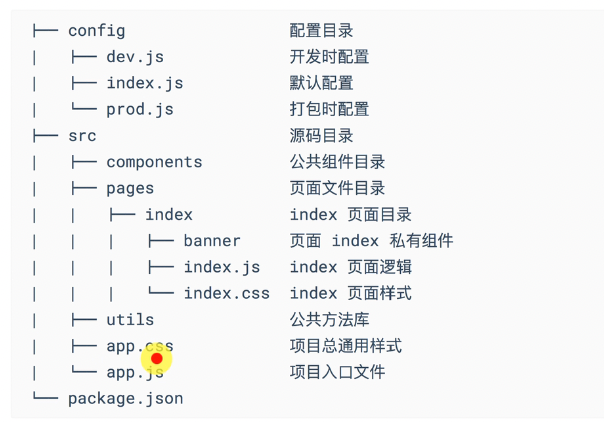 ├── config 配置目录
|   ├── dev.js 开发时配置
|   ├── index.js 默认配置
|   └── prod.js 打包时配置
├── src 源码目录
|   ├── components 公共组件目录
|   ├── pages 页面文件目录
|   |   ├── index index 页面目录
|   |   |   ├── banner 页面 index 私有组件
|   |   |   ├── index.js index 页面逻辑
|   |   |   └── index.css index 页面样式
|   ├── utils 公共方法库
|   ├── app.css 项目总通用样式
|   └── app.js 项目入口文件
└── package.json